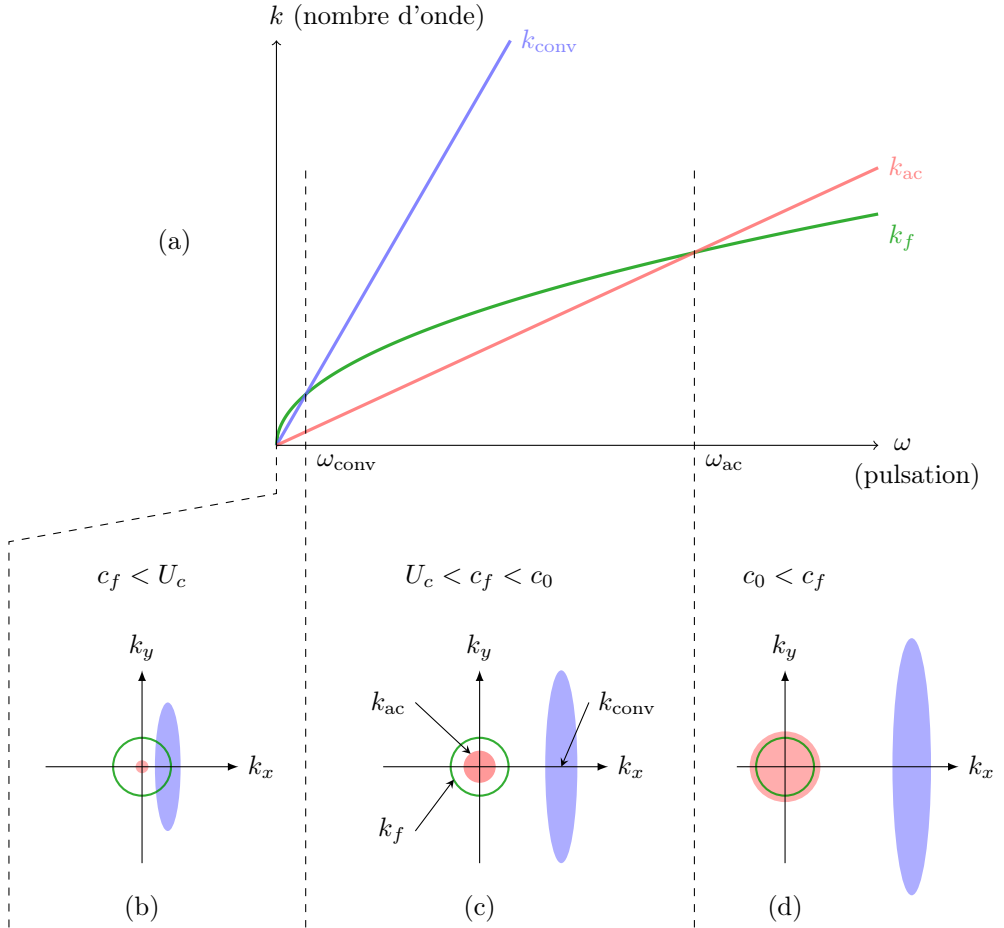 k (nombre d'onde)
k_conv
k_ac
(a)
k_f
ω_conv
ω_ac
ω
(pulsation)
c_f < U_c
U_c < c_f < c_0
c_0 < c_f
k_y
k_y
k_y
k_ac
k_conv
k_x
k_x
k_x
k_f
(b)
(c)
(d)